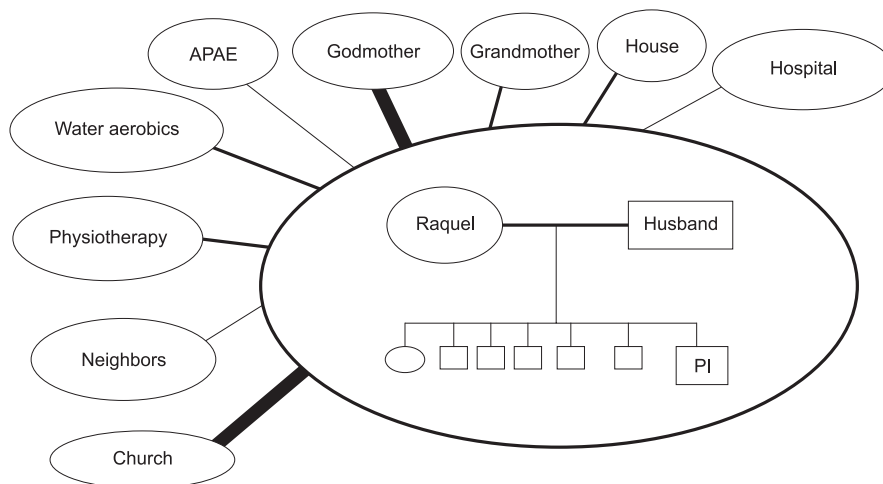 APAE
Godmother
Grandmother
House
Hospital
Water aerobics
Physiotherapy
Raquel
Husband
Neighbors
PI
Church